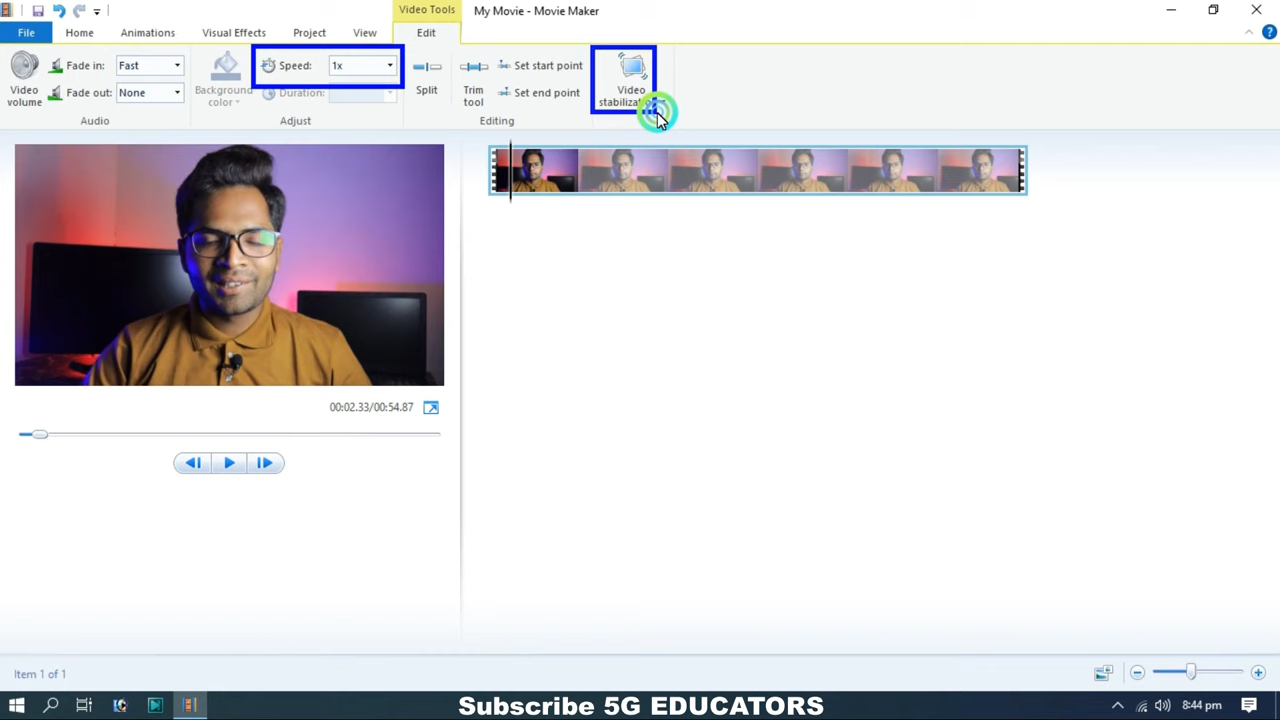 Video Tools
My Movie - Movie Maker
File
Home
Animations
Visual Effects
Project
View
Edit
Video
volume
Fade in:
Fast
Fade out:
None
Audio
Background
color
Speed:
1x
Duration:
Adjust
Split
Trim
tool
Set start point
Set end point
Editing
Video
00:02.33/00:54.87
Item 1 of 1
Subscribe 5G EDUCATORS
8:44 pm